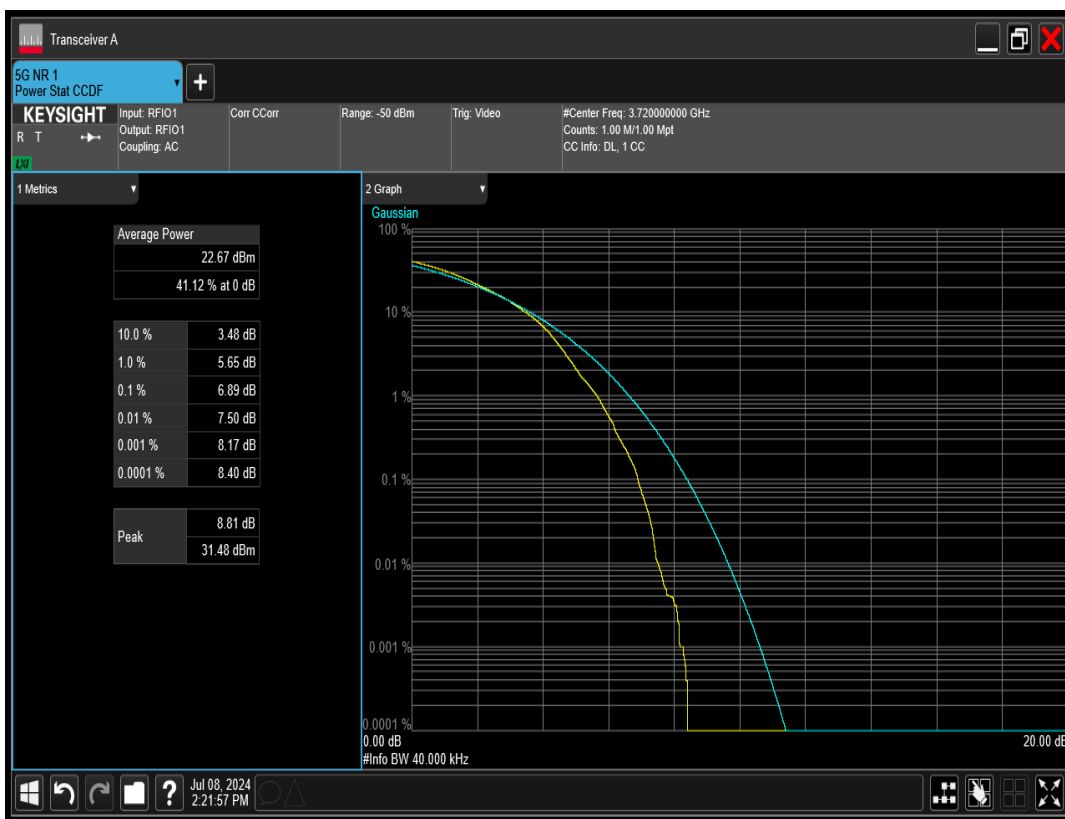 Transceiver A
5G NR 1
Power Stat CCDF
+
KEYSIGHT
R T
LXI
Input: RFIO1
Output: RFIO1
Coupling: AC
Corr CCorr
Range: -50 dBm
Trig: Video
#Center Freq: 3.720000000 GHz
Counts: 1.00 M/1.00 Mpt
CC Info: DL, 1 CC
1 Metrics
Average Power
22.67 dBm
41.12 % at 0 dB
10.0 % 3.48 dB
1.0 % 5.65 dB
0.1 % 6.89 dB
0.01 % 7.50 dB
0.001 % 8.17 dB
0.0001 % 8.40 dB
Peak
8.81 dB
31.48 dBm
2 Graph
Gaussian
100 %
10 %
1 %
0.1 %
0.01 %
0.001 %
0.0001 %
0.00 dB
20.00 dB
#Info BW 40.000 kHz
?
Jul 08, 2024
2:21:57 PM